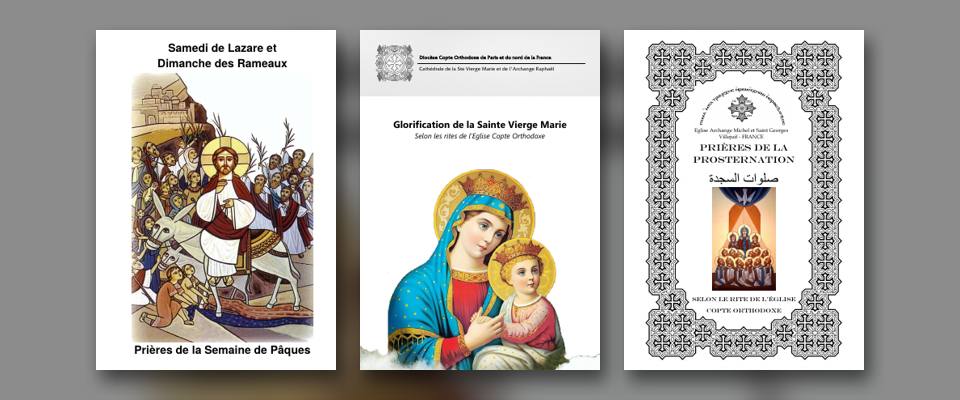 Samedi de Lazare et
Dimanche des Rameaux
Prières de la Semaine de Pâques
Diocèse Copte Orthodoxe de Paris et du nord de la France
Cathédrale de la Ste Vierge Marie et de l'Archange Raphaël
Glorification de la Sainte Vierge Marie
Selon les rites de l'Eglise Copte Orthodoxe
Eglise Archange Michel et Saint Georges
Villejuif - FRANCE
PRIÈRES DE LA
PROSTERNATION
صلوات السجدة
SELON LE RITE DE L'ÉGLISE
COPTE ORTHODOXE